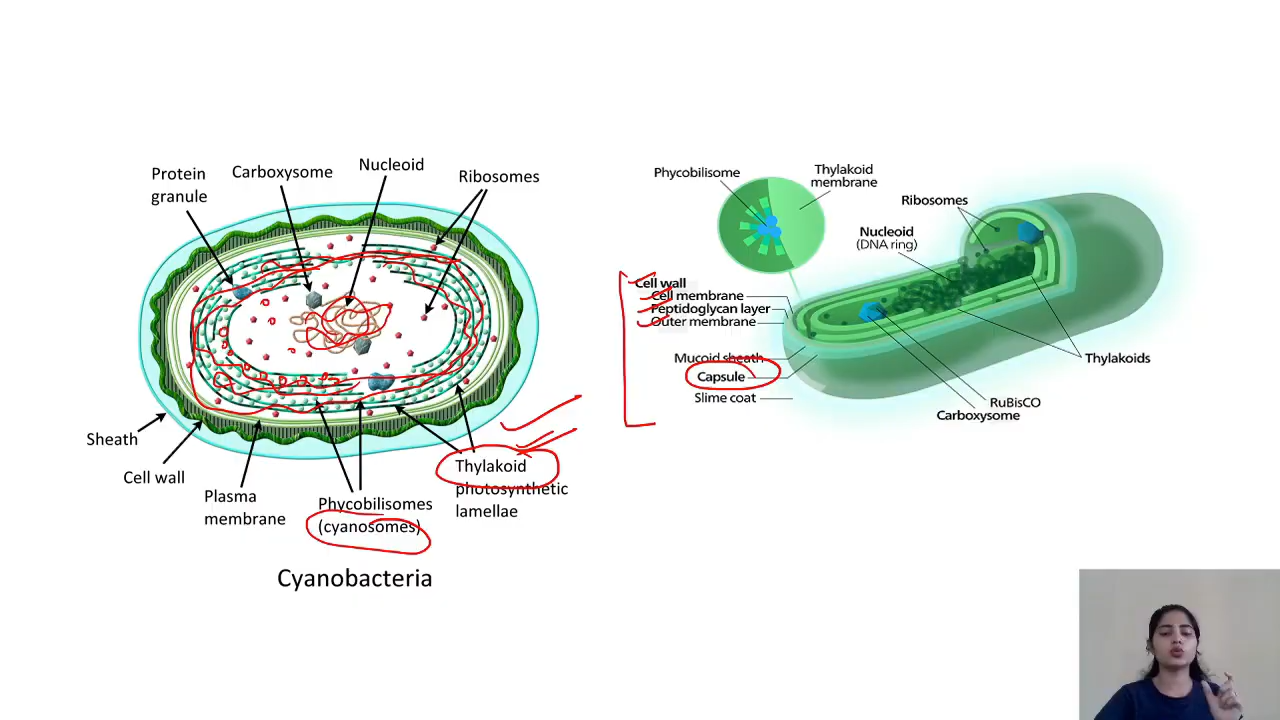 Protein
granule
Carboxysome
Nucleoid
Ribosomes
Sheath
Cell wall
Plasma
membrane
Phycobilisomes
(cyanosomes)
Thylakoid
photosynthetic
lamellae
Cyanobacteria
Phycobilisome
Thylakoid
membrane
Ribosomes
Nucleoid
(DNA ring)
Cell wall
Cell membrane
Peptidoglycan layer
Outer membrane
Mucoid sheath
Capsule
Slime coat
Thylakoids
RuBisCO
Carboxysome